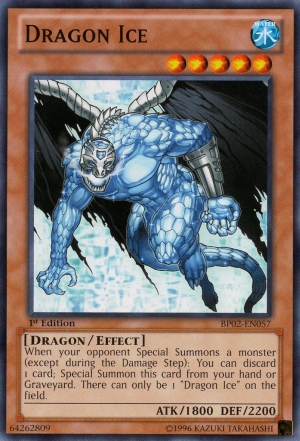 DRAGON ICE
WATER
水
1st Edition
BP02-EN057
[DRAGON/EFFECT]
When your opponent Special Summons a monster
(except during the Damage Step): You can discard
1 card; Special Summon this card from your hand or
Graveyard. There can only be 1 "Dragon Ice" on the
field.
ATK/1800 DEF/2200
64262809
©1996 KAZUKI TAKAHASHI